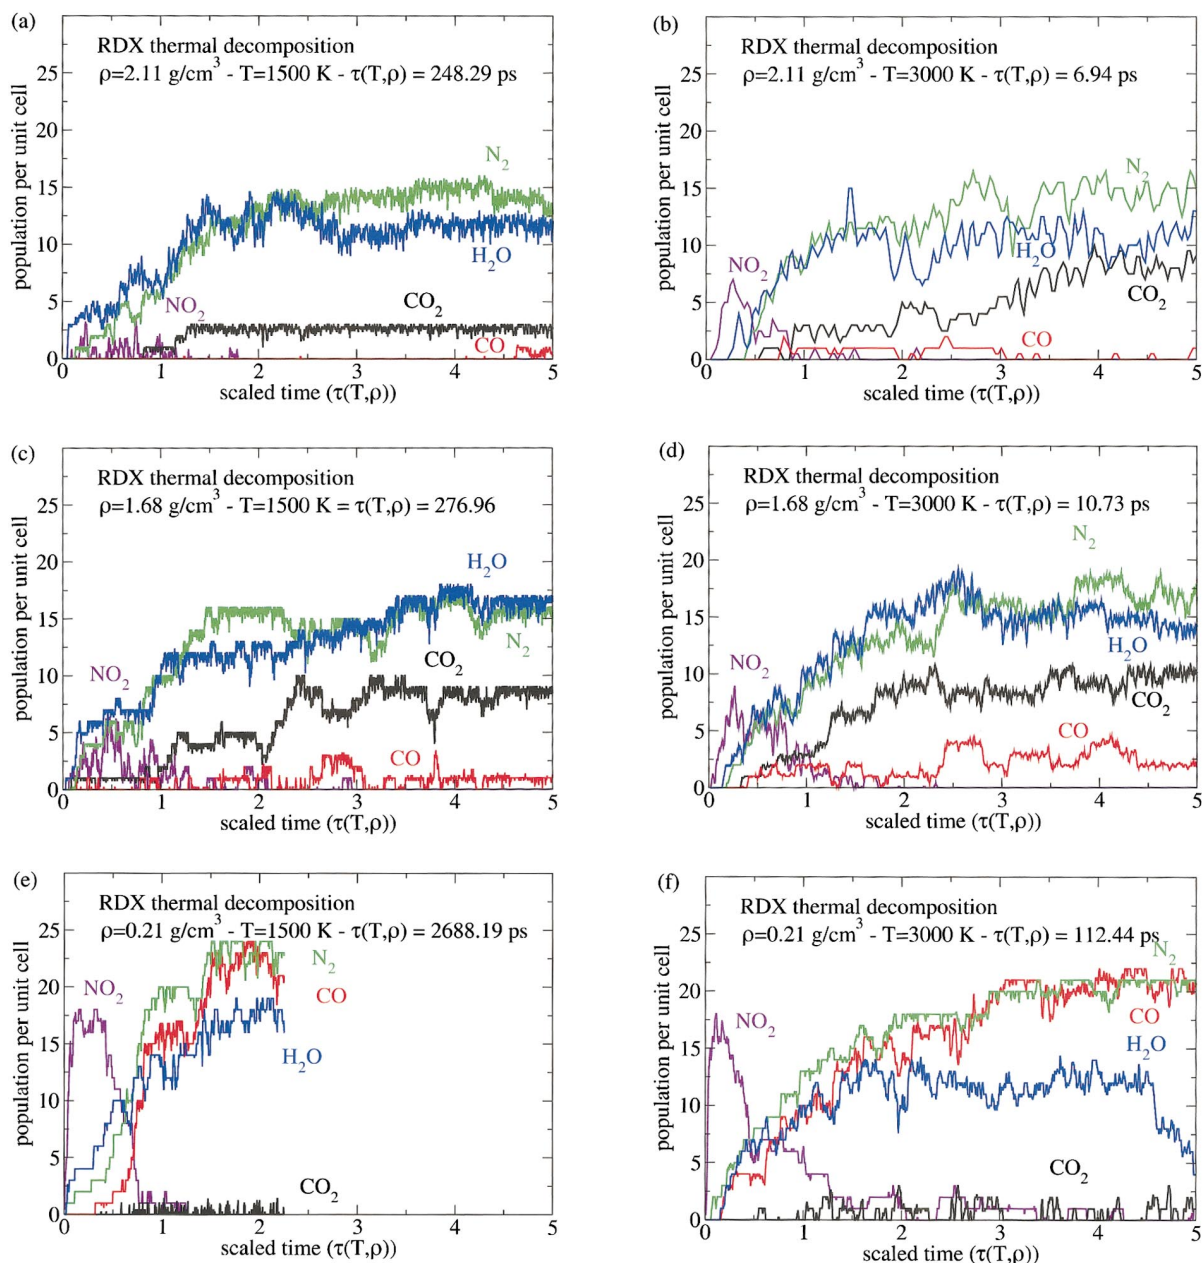 (a)
RDX thermal decomposition
ρ=2.11 g/cm³ - T=1500 K - τ(T,ρ) = 248.29 ps
population per unit cell
25
20
15
10
5
0
N₂
H₂O
NO₂
CO₂
CO
0 1 2 3 4 5
scaled time (τ(T,ρ))
(b)
RDX thermal decomposition
ρ=2.11 g/cm³ - T=3000 K - τ(T,ρ) = 6.94 ps
population per unit cell
25
20
15
10
5
0
N₂
H₂O
NO₂
CO₂
CO
0 1 2 3 4 5
scaled time (τ(T,ρ))
(c)
RDX thermal decomposition
ρ=1.68 g/cm³ - T=1500 K = τ(T,ρ) = 276.96
population per unit cell
25
20
15
10
5
0
H₂O
N₂
NO₂
CO₂
CO
0 1 2 3 4 5
scaled time (τ(T,ρ))
(d)
RDX thermal decomposition
ρ=1.68 g/cm³ - T=3000 K - τ(T,ρ) = 10.73 ps
population per unit cell
25
20
15
10
5
0
N₂
H₂O
NO₂
CO₂
CO
0 1 2 3 4 5
scaled time (τ(T,ρ))
(e)
RDX thermal decomposition
ρ=0.21 g/cm³ - T=1500 K - τ(T,ρ) = 2688.19 ps
population per unit cell
25
20
15
10
5
0
N₂
NO₂
CO
H₂O
CO₂
0 1 2 3 4 5
scaled time (τ(T,ρ))
(f)
RDX thermal decomposition
ρ=0.21 g/cm³ - T=3000 K - τ(T,ρ) = 112.44 ps
population per unit cell
25
20
15
10
5
0
N₂
CO
NO₂
H₂O
CO₂
0 1 2 3 4 5
scaled time (τ(T,ρ))